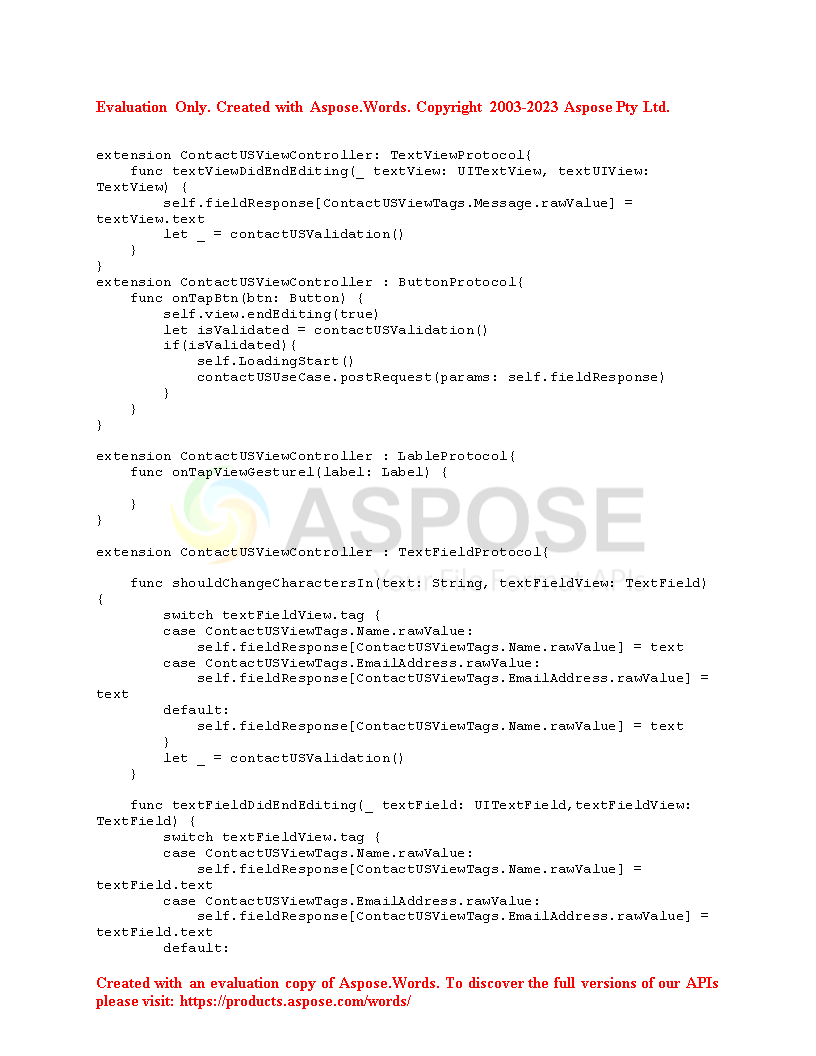 Evaluation Only. Created with Aspose.Words. Copyright 2003-2023 Aspose Pty Ltd.
extension ContactUSViewController: TextViewProtocol{
    func textViewDidEndEditing(_ textView: UITextView, textUIView:
TextView) {
        self.fieldResponse[ContactUSViewTags.Message.rawValue] =
textView.text
        let _ = contactUSValidation()
    }
}
extension ContactUSViewController : ButtonProtocol{
    func onTapBtn(btn: Button) {
        self.view.endEditing(true)
        let isValidated = contactUSValidation()
        if(isValidated){
            self.LoadingStart()
            contactUSUseCase.postRequest(params: self.fieldResponse)
        }
    }
}
extension ContactUSViewController : LableProtocol{
    func onTapViewGesturel(label: Label) {
    }
}
ASPOSE
Your File Format APIs
extension ContactUSViewController : TextFieldProtocol{
    func shouldChangeCharactersIn(text: String, textFieldView: TextField)
{
        switch textFieldView.tag {
        case ContactUSViewTags.Name.rawValue:
            self.fieldResponse[ContactUSViewTags.Name.rawValue] = text
        case ContactUSViewTags.EmailAddress.rawValue:
            self.fieldResponse[ContactUSViewTags.EmailAddress.rawValue] =
text
        default:
            self.fieldResponse[ContactUSViewTags.Name.rawValue] = text
        }
        let _ = contactUSValidation()
    }
    func textFieldDidEndEditing(_ textField: UITextField,textFieldView:
TextField) {
        switch textFieldView.tag {
        case ContactUSViewTags.Name.rawValue:
            self.fieldResponse[ContactUSViewTags.Name.rawValue] =
textField.text
        case ContactUSViewTags.EmailAddress.rawValue:
            self.fieldResponse[ContactUSViewTags.EmailAddress.rawValue] =
textField.text
        default:
Created with an evaluation copy of Aspose.Words. To discover the full versions of our APIs
please visit: https://products.aspose.com/words/